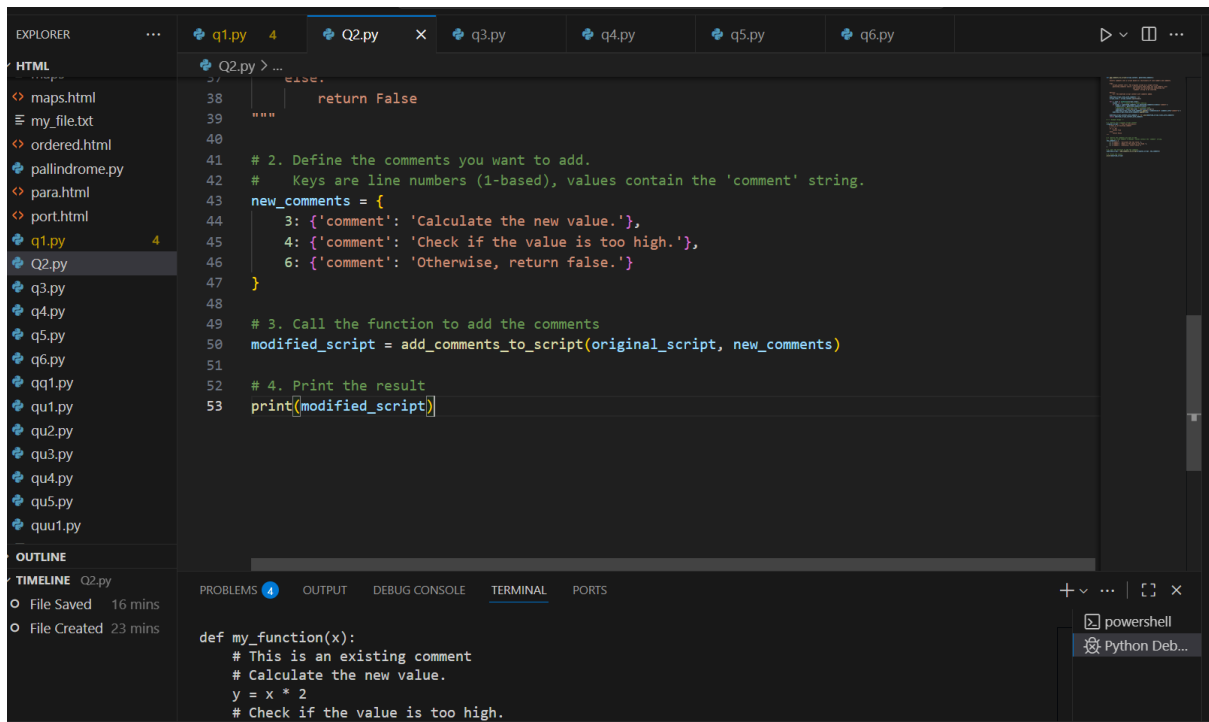 EXPLORER
q1.py 4
Q2.py
q3.py
q4.py
q5.py
q6.py
HTML
maps.html
my_file.txt
ordered.html
pallindrome.py
para.html
port.html
q1.py 4
Q2.py
q3.py
q4.py
q5.py
q6.py
qq1.py
qu1.py
qu2.py
qu3.py
qu4.py
qu5.py
quu1.py
OUTLINE
TIMELINE Q2.py
File Saved 16 mins
File Created 23 mins
Q2.py > ...
37 else:
38 return False
39 """
40
41 # 2. Define the comments you want to add.
42 # Keys are line numbers (1-based), values contain the 'comment' string.
43 new_comments = {
44 3: {'comment': 'Calculate the new value.'},
45 4: {'comment': 'Check if the value is too high.'},
46 6: {'comment': 'Otherwise, return false.'}
47 }
48
49 # 3. Call the function to add the comments
50 modified_script = add_comments_to_script(original_script, new_comments)
51
52 # 4. Print the result
53 print(modified_script)
PROBLEMS 4 OUTPUT DEBUG CONSOLE TERMINAL PORTS
def my_function(x):
# This is an existing comment
# Calculate the new value.
y = x * 2
# Check if the value is too high.
powershell
Python Deb...